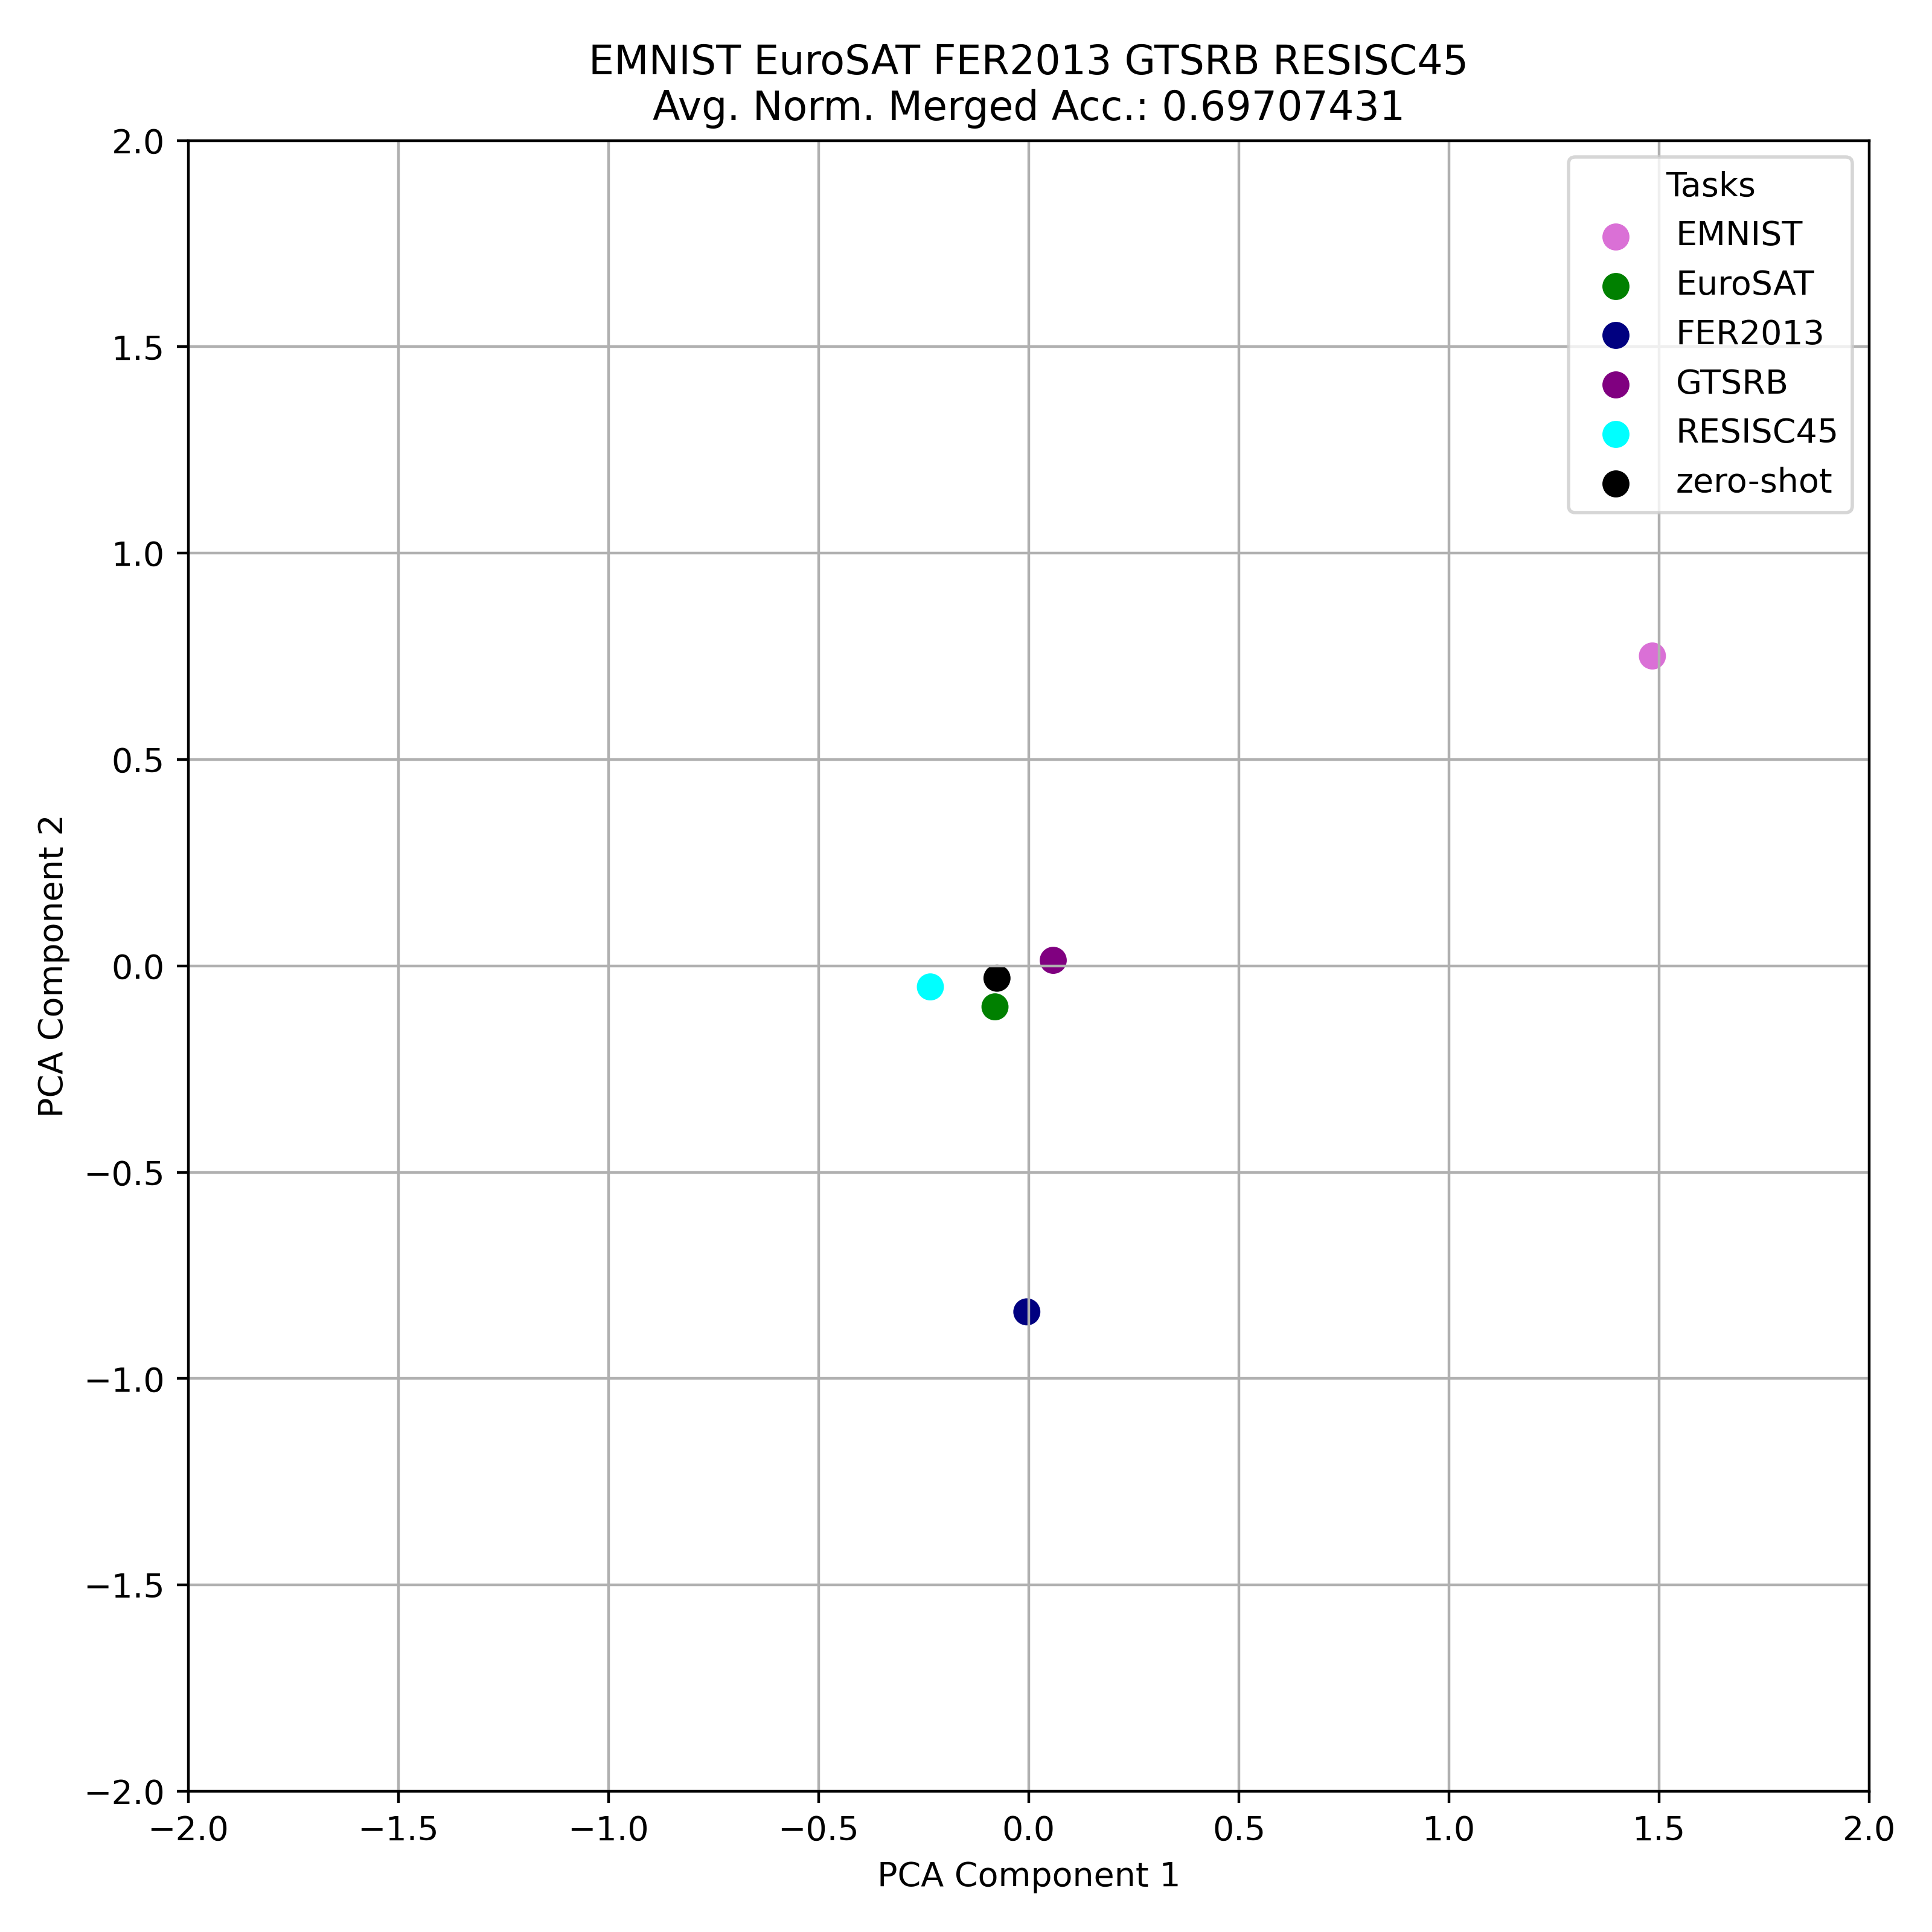 EMNIST EuroSAT FER2013 GTSRB RESISC45
Avg. Norm. Merged Acc.: 0.69707431
2.0
1.5
1.0
0.5
0.0
−0.5
−1.0
−1.5
−2.0
PCA Component 2
Tasks
EMNIST
EuroSAT
FER2013
GTSRB
RESISC45
zero-shot
−2.0 −1.5 −1.0 −0.5 0.0 0.5 1.0 1.5 2.0
PCA Component 1